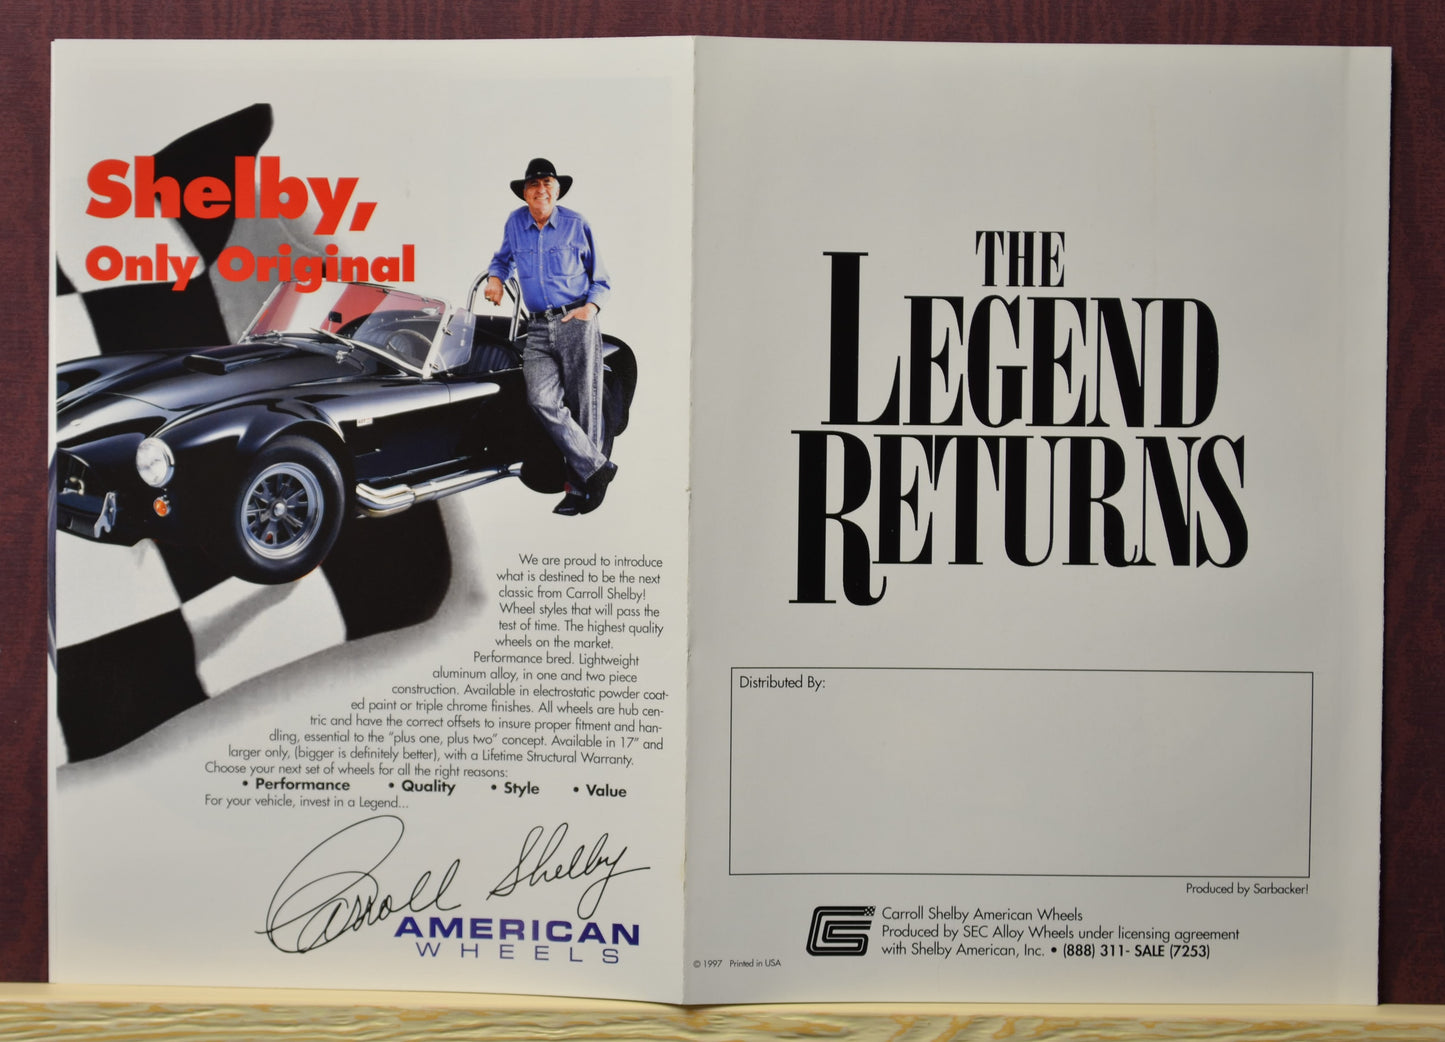 Shelby,
Only Original
We are proud to introduce
what is destined to be the next
classic from Carroll Shelby!
Wheel styles that will pass the
test of time. The highest quality
wheels on the market.
Performance bred. Lightweight
aluminum alloy, in one and two piece
construction. Available in electrostatic powder coat-
ed paint or triple chrome finishes. All wheels are hub cen-
tric and have the correct offsets to insure proper fitment and han-
dling, essential to the "plus one, plus two" concept. Available in 17" and
larger only, (bigger is definitely better), with a Lifetime Structural Warranty.
Choose your next set of wheels for all the right reasons:
• Performance • Quality • Style • Value
For your vehicle, invest in a Legend...
Carroll Shelby
AMERICAN
WHEELS
THE
LEGEND
RETURNS
Distributed By:
Produced by Sarbacker!
Carroll Shelby American Wheels
Produced by SEC Alloy Wheels under licensing agreement
with Shelby American, Inc. • (888) 311- SALE (7253)
© 1997 Printed in USA